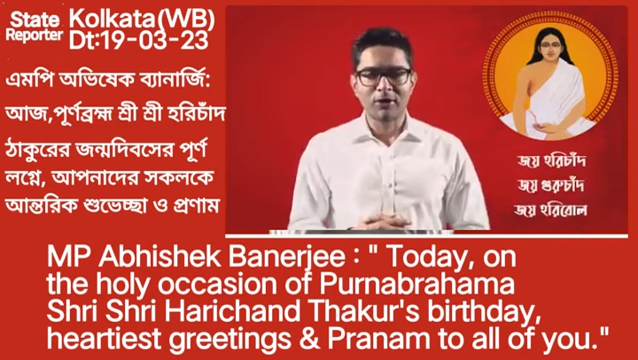 State
Reporter
Kolkata(WB)
Dt:19-03-23
এমপি অভিষেক ব্যানার্জি:
আজ,পূর্ণব্রহ্ম শ্রী শ্রী হরিচাঁদ
ঠাকুরের জন্মদিবসের পূর্ণ
লগ্নে, আপনাদের সকলকে
আন্তরিক শুভেচ্ছা ও প্রণাম
জয় হরিচাঁদ
জয় গুরুচাঁদ
জয় হরিবোল
MP Abhishek Banerjee : " Today, on
the holy occasion of Purnabrahama
Shri Shri Harichand Thakur's birthday,
heartiest greetings & Pranam to all of you."